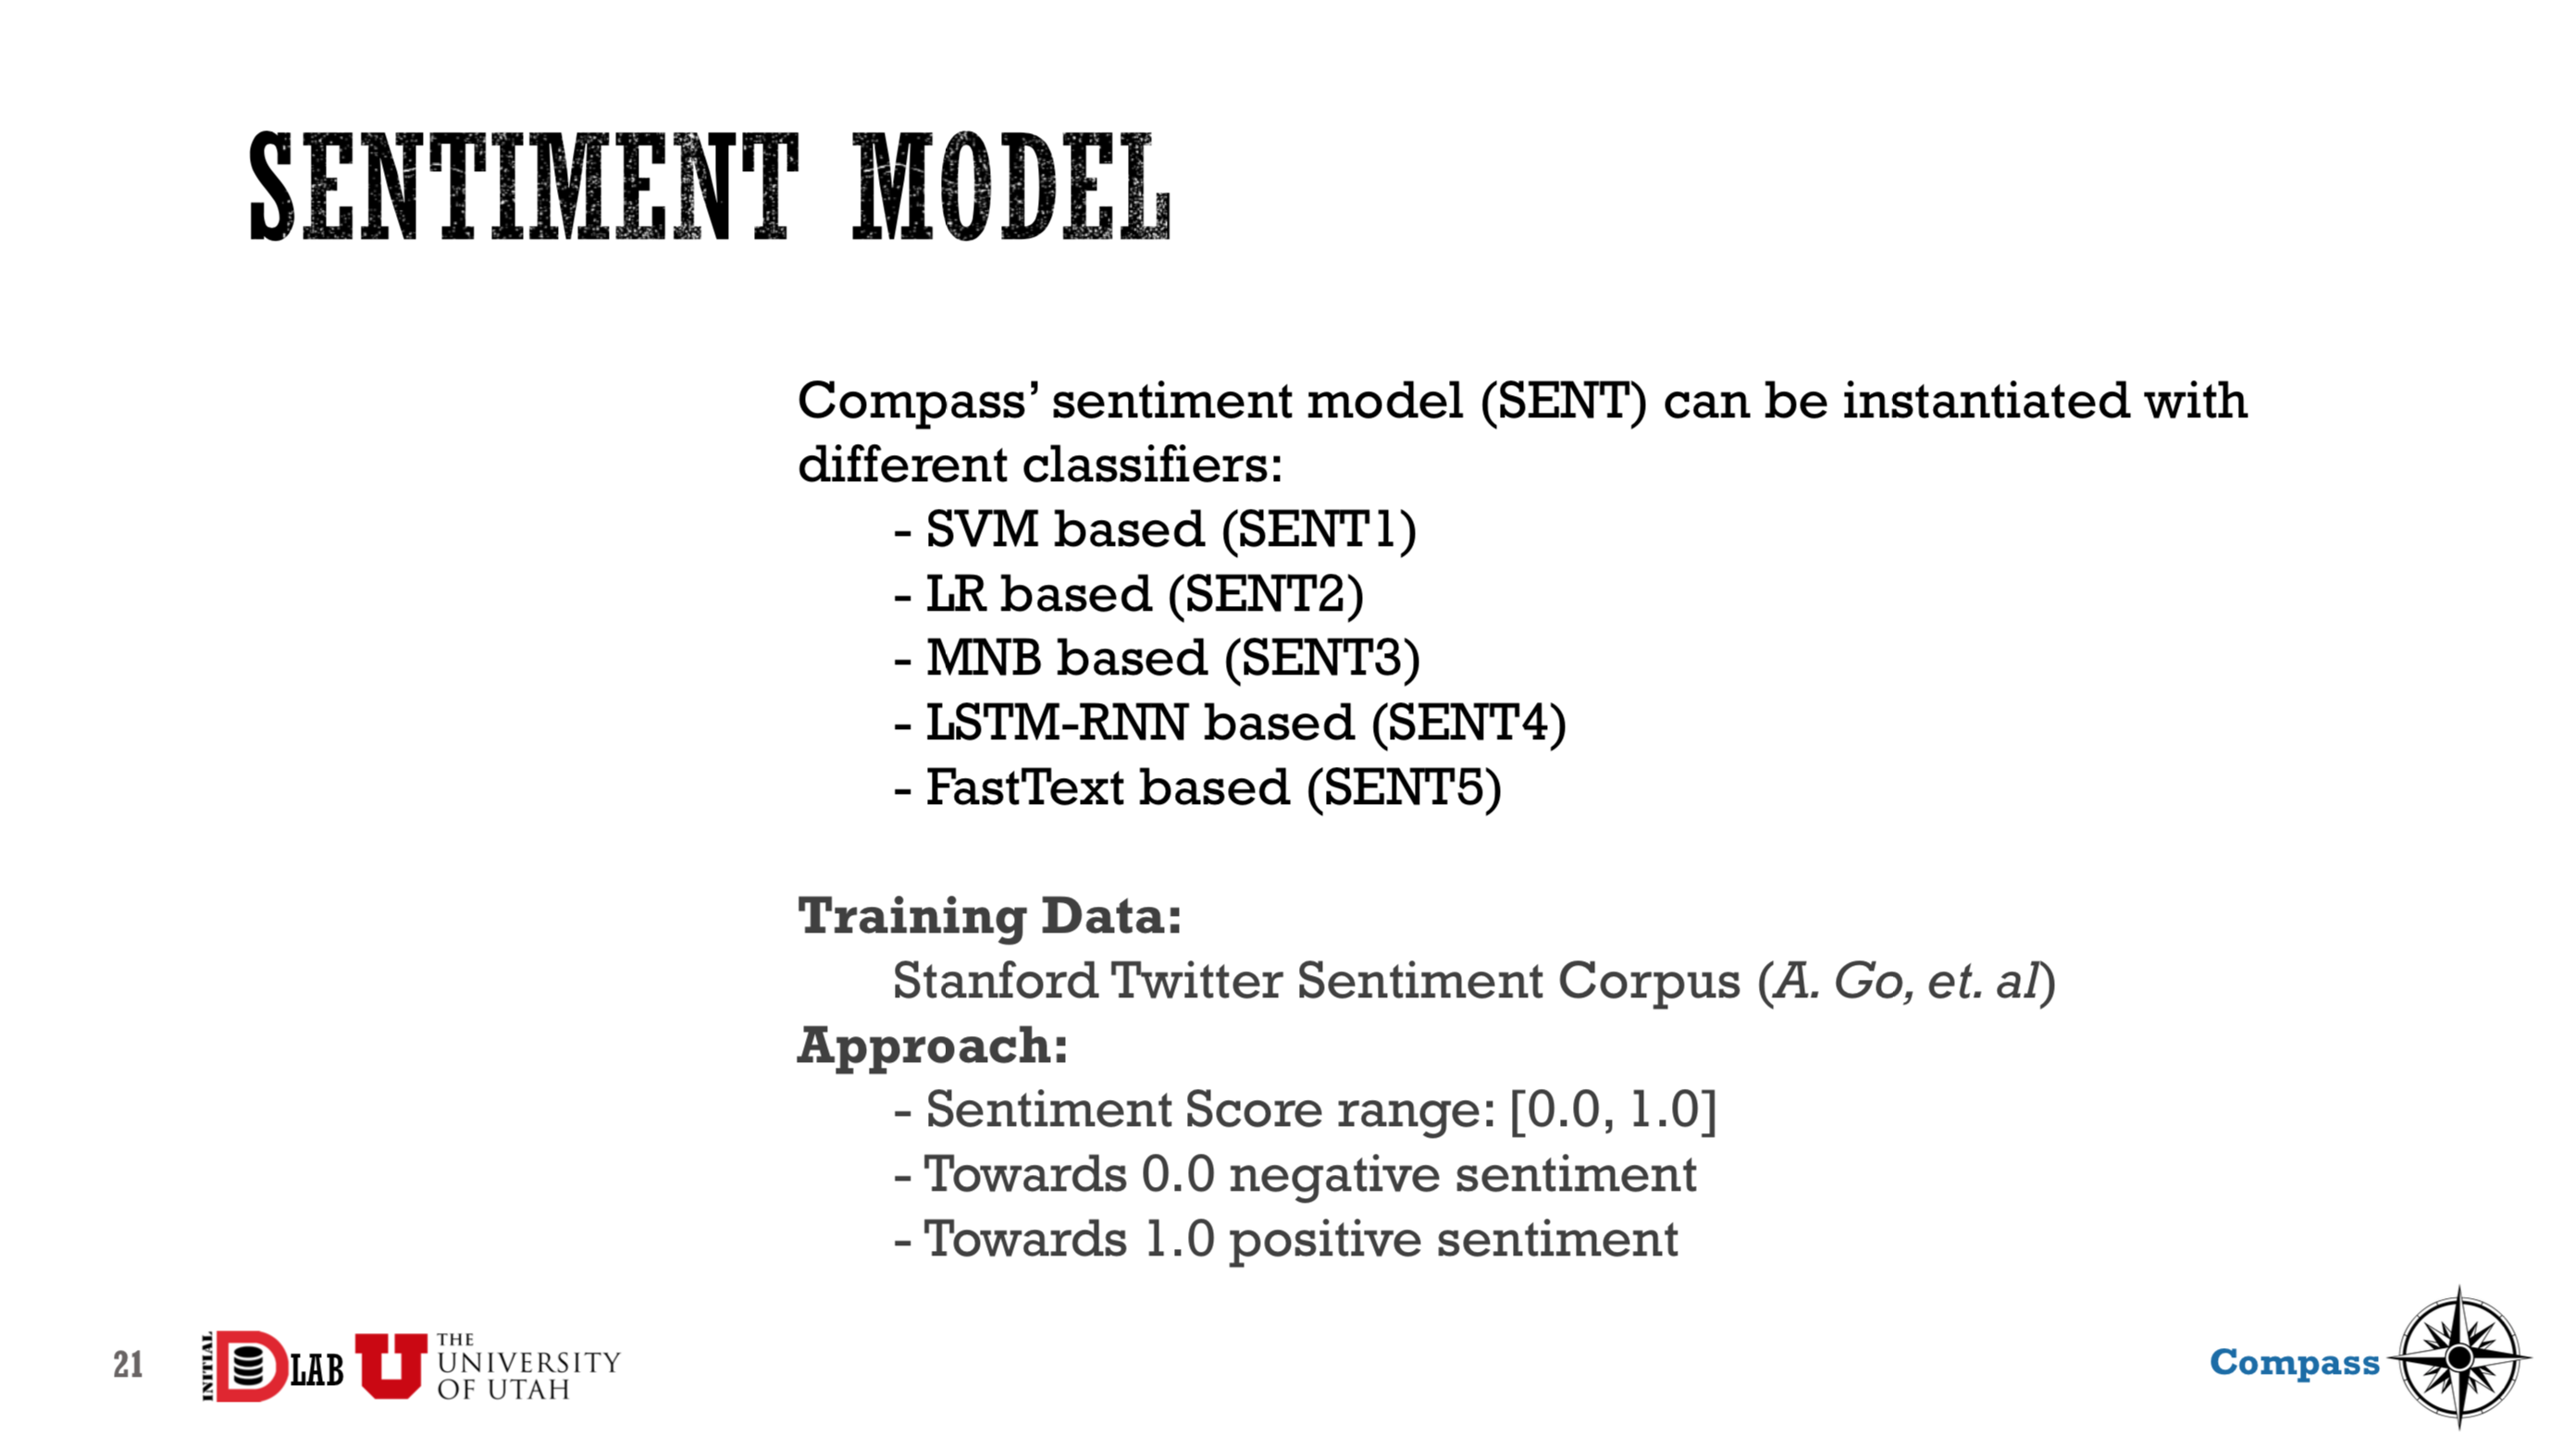 SENTIMENT MODEL
Compass’ sentiment model (SENT) can be instantiated with
different classifiers:
- SVM based (SENT1)
- LR based (SENT2)
- MNB based (SENT3)
- LSTM-RNN based (SENT4)
- FastText based (SENT5)
Training Data:
Stanford Twitter Sentiment Corpus (A. Go, et. al)
Approach:
- Sentiment Score range: [0.0, 1.0]
- Towards 0.0 negative sentiment
- Towards 1.0 positive sentiment
21
INITIAL D LAB
U THE
UNIVERSITY
OF UTAH
Compass